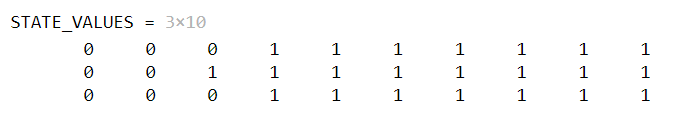 STATE_VALUES = 3×10
0 0 0 1 1 1 1 1 1 1
0 0 1 1 1 1 1 1 1 1
0 0 0 1 1 1 1 1 1 1